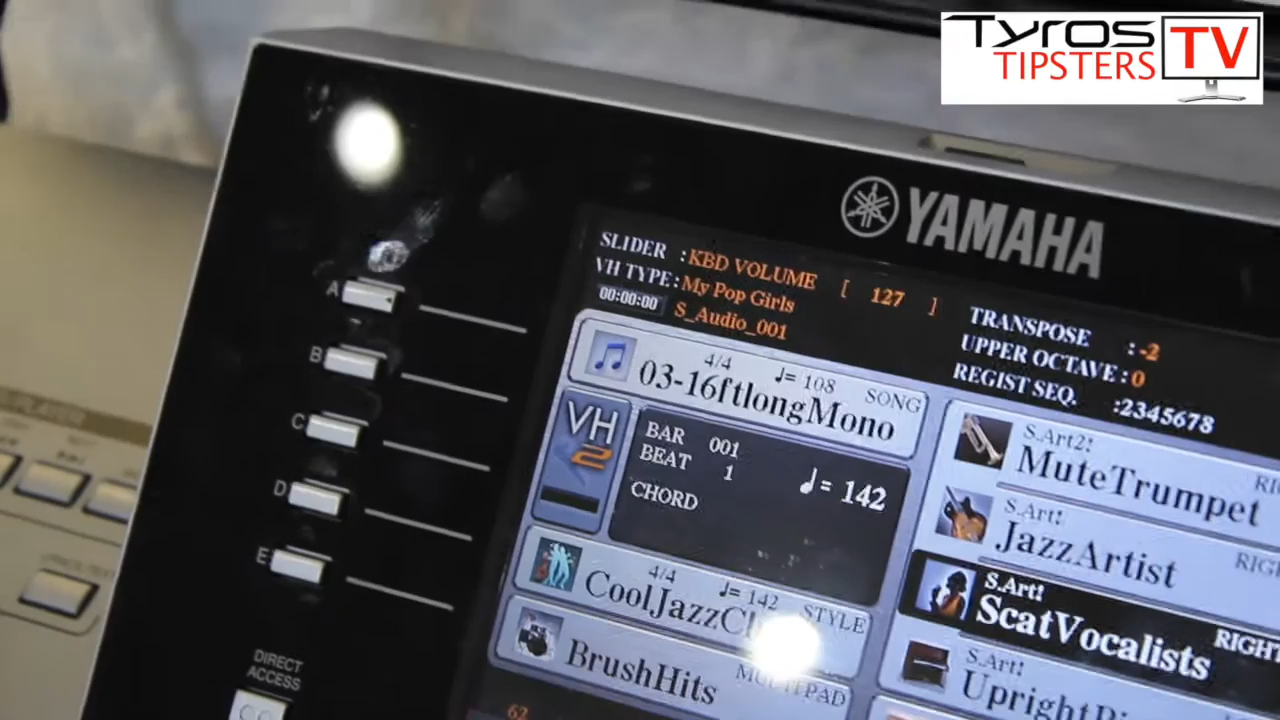 Tyros
TIPSTERS TV
YAMAHA
SLIDER :KBD VOLUME [ 127 ]
VH TYPE:My Pop Girls
00:00:00 S_Audio_001
TRANSPOSE :-2
UPPER OCTAVE:0
REGIST SEQ. :2345678
4/4 ♩= 108 SONG
03-16ftlongMono
VH
2
BAR 001
BEAT 1
♩= 142
CHORD
4/4 ♩= 142 STYLE
BrushHits
MULTIPAD
62
S.Art2!
MuteTrumpet
S.Art!
JazzArtist
S.Art!
ScatVocalists
S.Art!
A
B
C
D
E
DIRECT
ACCESS